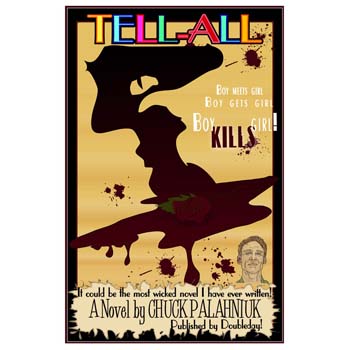 TELL-ALL
BOY MEETS GIRL
BOY GETS GIRL
BOY KILLS GIRL!
It could be the most wicked novel I have ever written!
A Novel by CHUCK PALAHNIUK
Published by Doubleday!